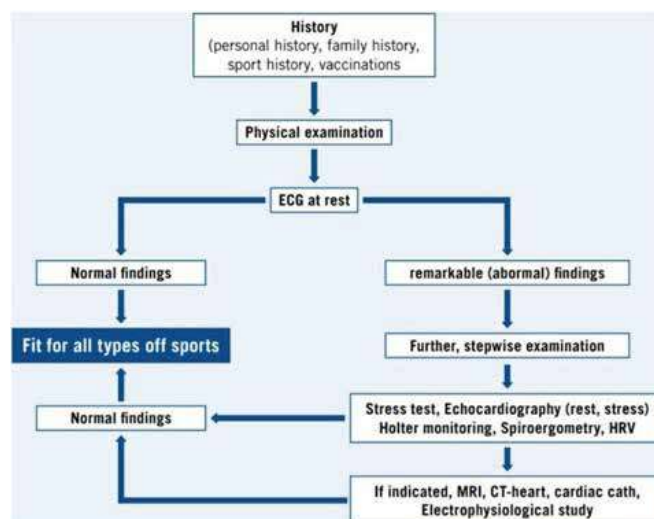 History
(personal history, family history,
sport history, vaccinations
Physical examination
ECG at rest
Normal findings
remarkable (abormal) findings
Fit for all types off sports
Further, stepwise examination
Normal findings
Stress test, Echocardiography (rest, stress)
Holter monitoring, Spiroergometry, HRV
If indicated, MRI, CT-heart, cardiac cath,
Electrophysiological study